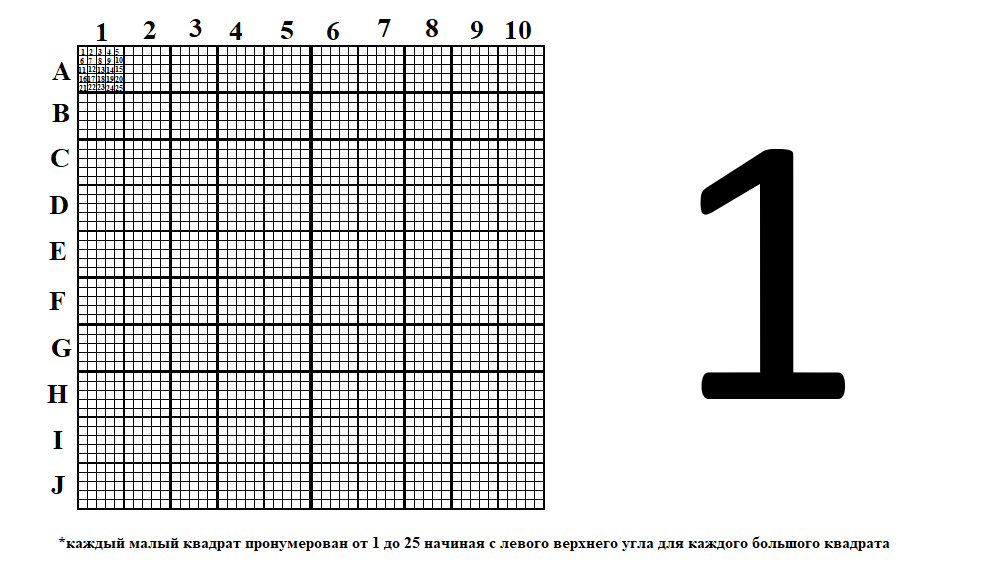 1 2 3 4 5 6 7 8 9 10
1 2 3 4 5
6 7 8 9 10
A
11 12 13 14 15
16 17 18 19 20
21 22 23 24 25
B
C
D
E
F
G
H
I
J
1
*каждый малый квадрат пронумерован от 1 до 25 начиная с левого верхнего угла для каждого большого квадрата